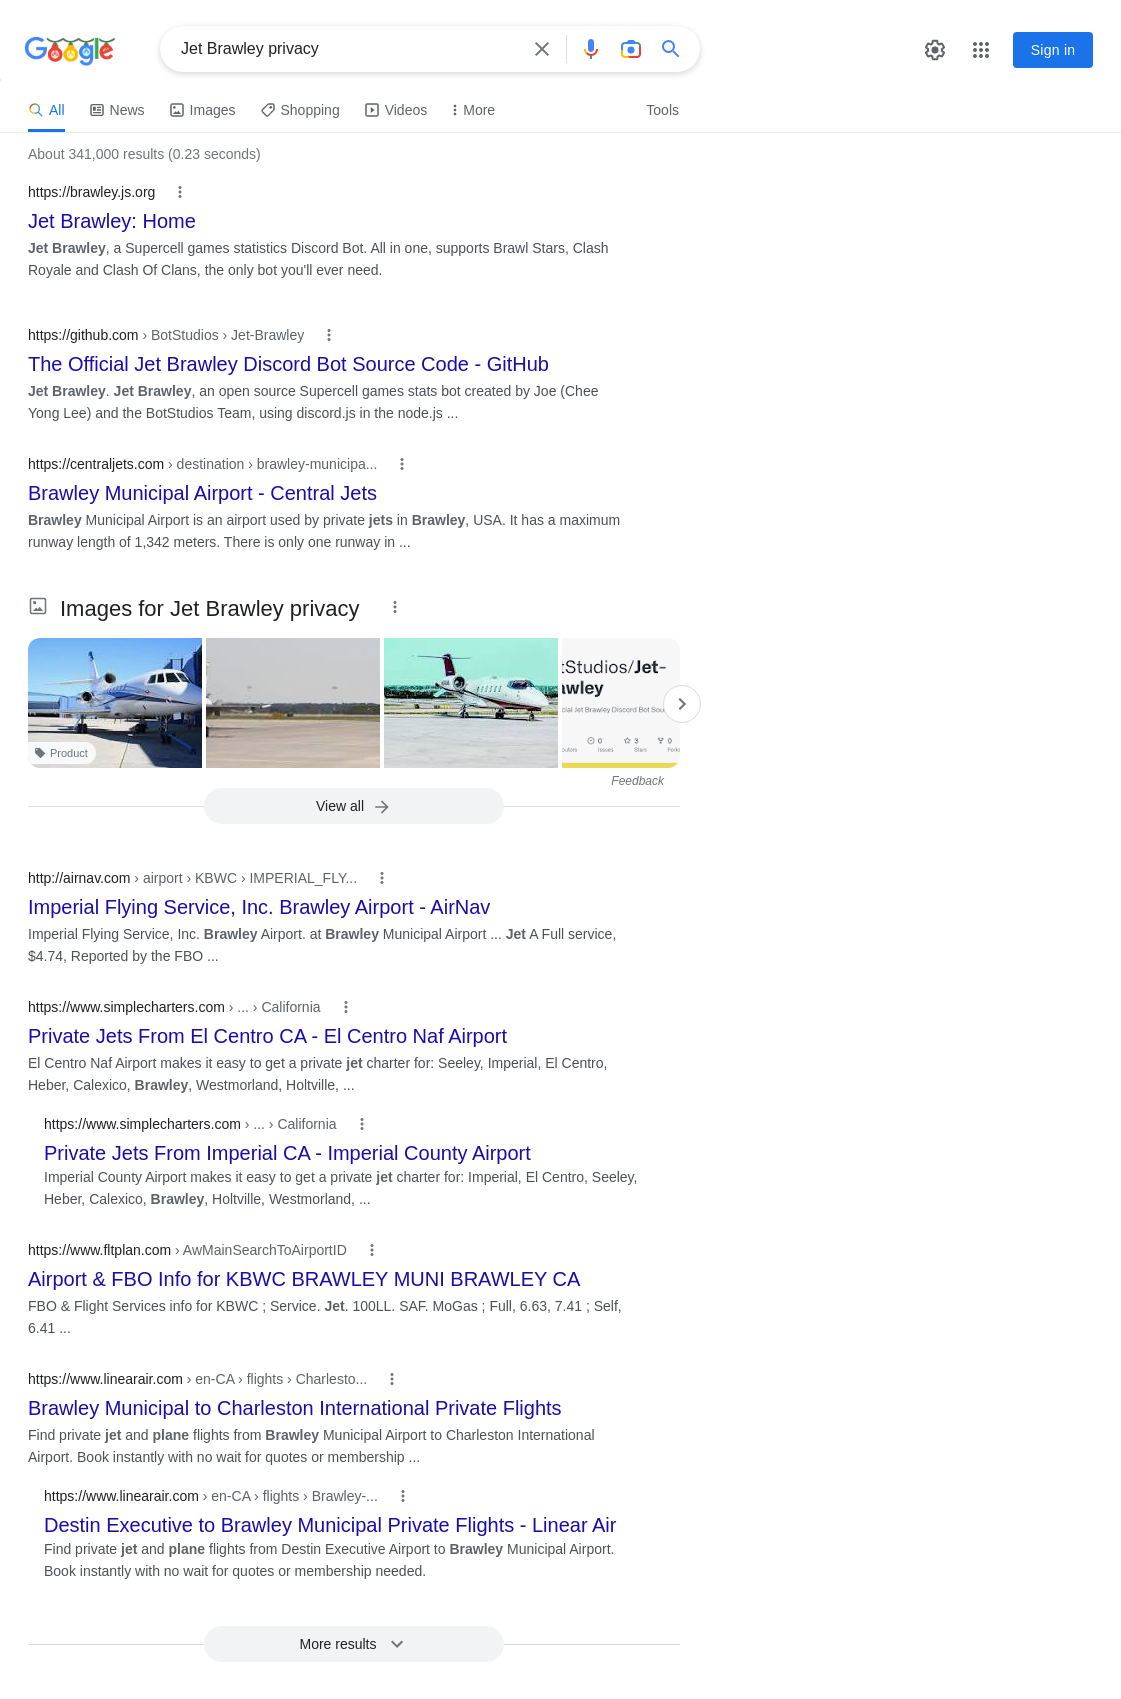 Google
Jet Brawley privacy
Sign in
All
News
Images
Shopping
Videos
More
Tools
About 341,000 results (0.23 seconds)
https://brawley.js.org
Jet Brawley: Home
Jet Brawley, a Supercell games statistics Discord Bot. All in one, supports Brawl Stars, Clash
Royale and Clash Of Clans, the only bot you'll ever need.
https://github.com › BotStudios › Jet-Brawley
The Official Jet Brawley Discord Bot Source Code - GitHub
Jet Brawley. Jet Brawley, an open source Supercell games stats bot created by Joe (Chee
Yong Lee) and the BotStudios Team, using discord.js in the node.js ...
https://centraljets.com › destination › brawley-municipa...
Brawley Municipal Airport - Central Jets
Brawley Municipal Airport is an airport used by private jets in Brawley, USA. It has a maximum
runway length of 1,342 meters. There is only one runway in ...
Images for Jet Brawley privacy
tStudios/Jet-
awley
cial Jet Brawley Discord Bot Sou
0
3
0
utors
Issues
Stars
Forks
Product
Feedback
View all
http://airnav.com › airport › KBWC › IMPERIAL_FLY...
Imperial Flying Service, Inc. Brawley Airport - AirNav
Imperial Flying Service, Inc. Brawley Airport. at Brawley Municipal Airport ... Jet A Full service,
$4.74, Reported by the FBO ...
https://www.simplecharters.com › ... › California
Private Jets From El Centro CA - El Centro Naf Airport
El Centro Naf Airport makes it easy to get a private jet charter for: Seeley, Imperial, El Centro,
Heber, Calexico, Brawley, Westmorland, Holtville, ...
https://www.simplecharters.com › ... › California
Private Jets From Imperial CA - Imperial County Airport
Imperial County Airport makes it easy to get a private jet charter for: Imperial, El Centro, Seeley,
Heber, Calexico, Brawley, Holtville, Westmorland, ...
https://www.fltplan.com › AwMainSearchToAirportID
Airport & FBO Info for KBWC BRAWLEY MUNI BRAWLEY CA
FBO & Flight Services info for KBWC ; Service. Jet. 100LL. SAF. MoGas ; Full, 6.63, 7.41 ; Self,
6.41 ...
https://www.linearair.com › en-CA › flights › Charlesto...
Brawley Municipal to Charleston International Private Flights
Find private jet and plane flights from Brawley Municipal Airport to Charleston International
Airport. Book instantly with no wait for quotes or membership ...
https://www.linearair.com › en-CA › flights › Brawley-...
Destin Executive to Brawley Municipal Private Flights - Linear Air
Find private jet and plane flights from Destin Executive Airport to Brawley Municipal Airport.
Book instantly with no wait for quotes or membership needed.
More results